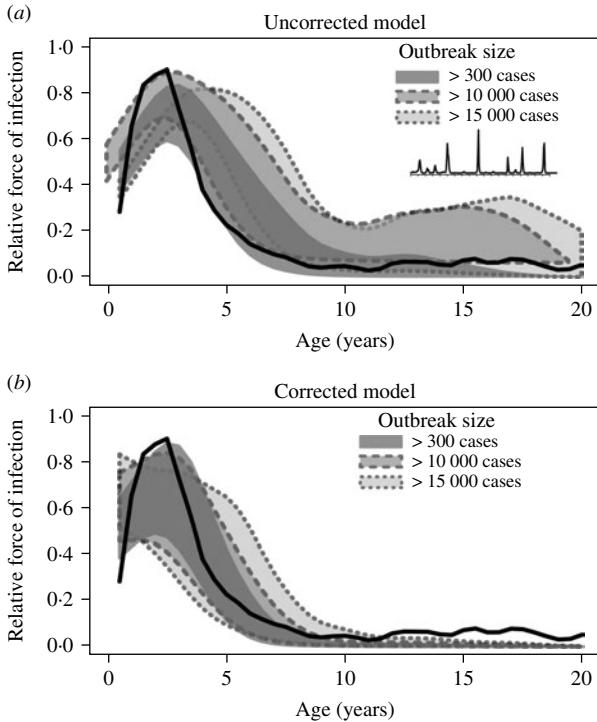 (a)
Uncorrected model
1·0
0·8
0·6
0·4
0·2
0·0
Relative force of infection
Outbreak size
> 300 cases
> 10 000 cases
> 15 000 cases
0 5 10 15 20
Age (years)
(b)
Corrected model
1·0
0·8
0·6
0·4
0·2
0·0
Relative force of infection
Outbreak size
> 300 cases
> 10 000 cases
> 15 000 cases
0 5 10 15 20
Age (years)